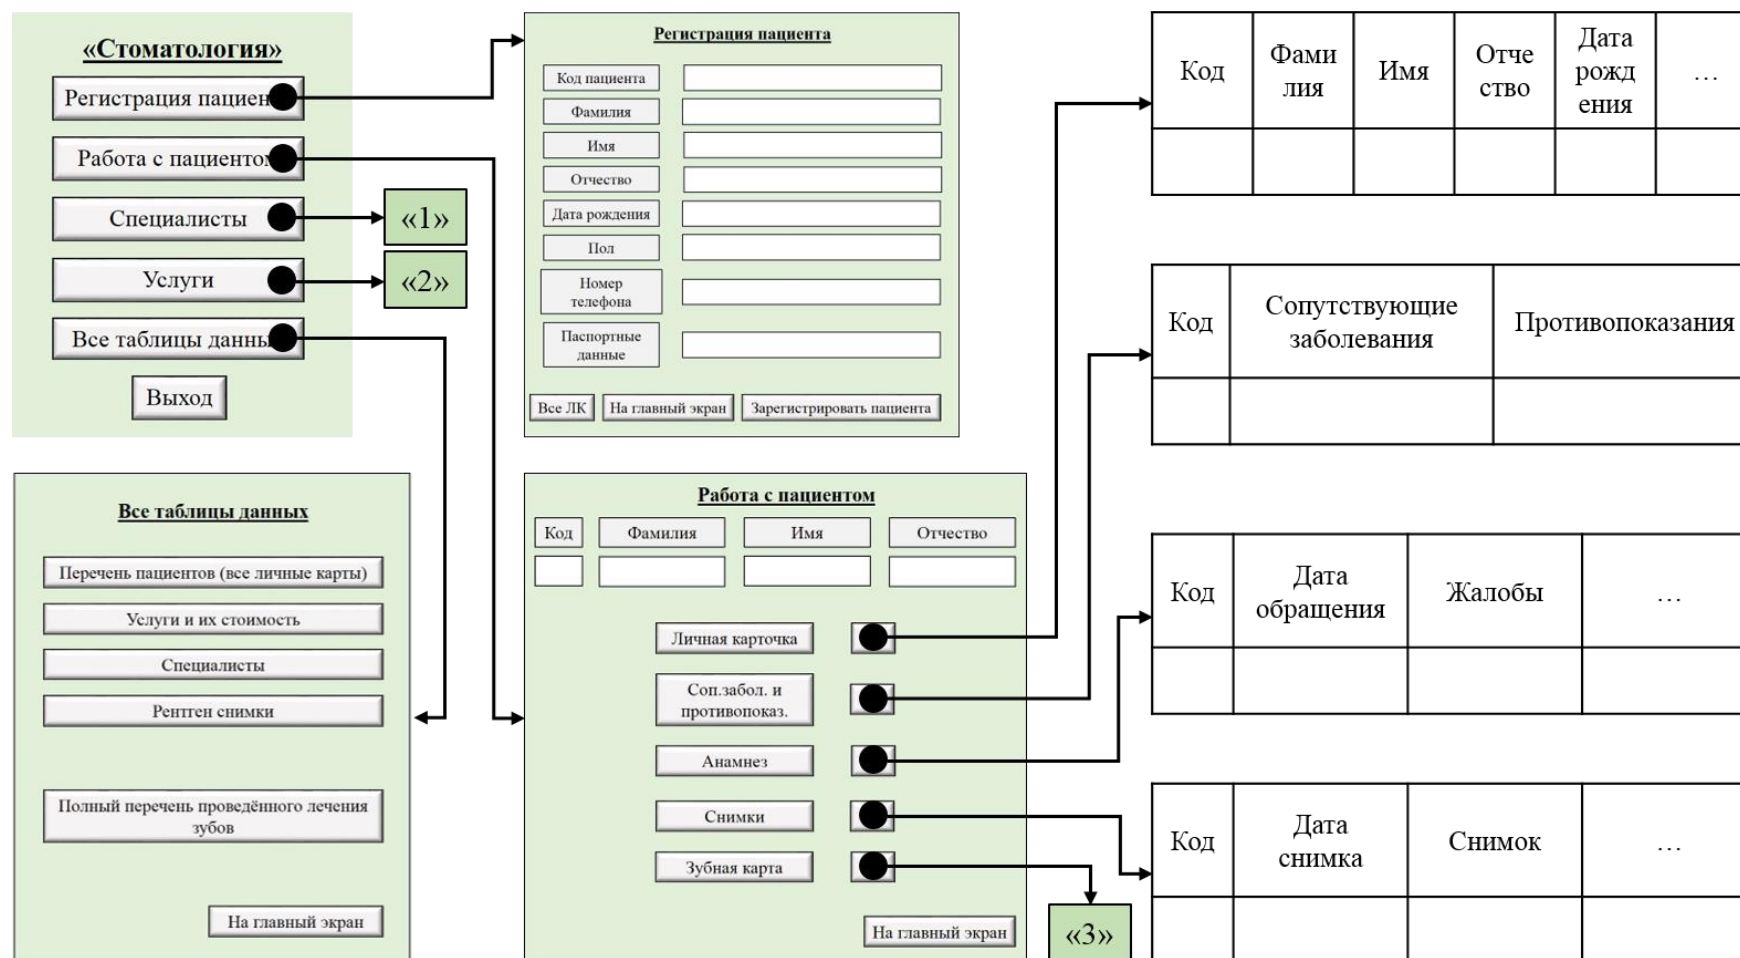 «Стоматология»
Регистрация пациен
Работа с пациентом
Специалисты
Услуги
Все таблицы данны
Выход
«1»
«2»
Регистрация пациента
Код пациента
Фамилия
Имя
Отчество
Дата рождения
Пол
Номер
телефона
Паспортные
данные
Все ЛК
На главный экран
Зарегистрировать пациента
Код
Фами
лия
Имя
Отче
ство
Дата
рожд
ения
...
Код
Сопутствующие
заболевания
Противопоказания
Все таблицы данных
Перечень пациентов (все личные карты)
Услуги и их стоимость
Специалисты
Рентген снимки
Полный перечень проведённого лечения
зубов
На главный экран
Работа с пациентом
Код
Фамилия
Имя
Отчество
Личная карточка
Соп.забол. и
противопоказ.
Анамнез
Снимки
Зубная карта
На главный экран
«3»
Код
Дата
обращения
Жалобы
...
Код
Дата
снимка
Снимок
...